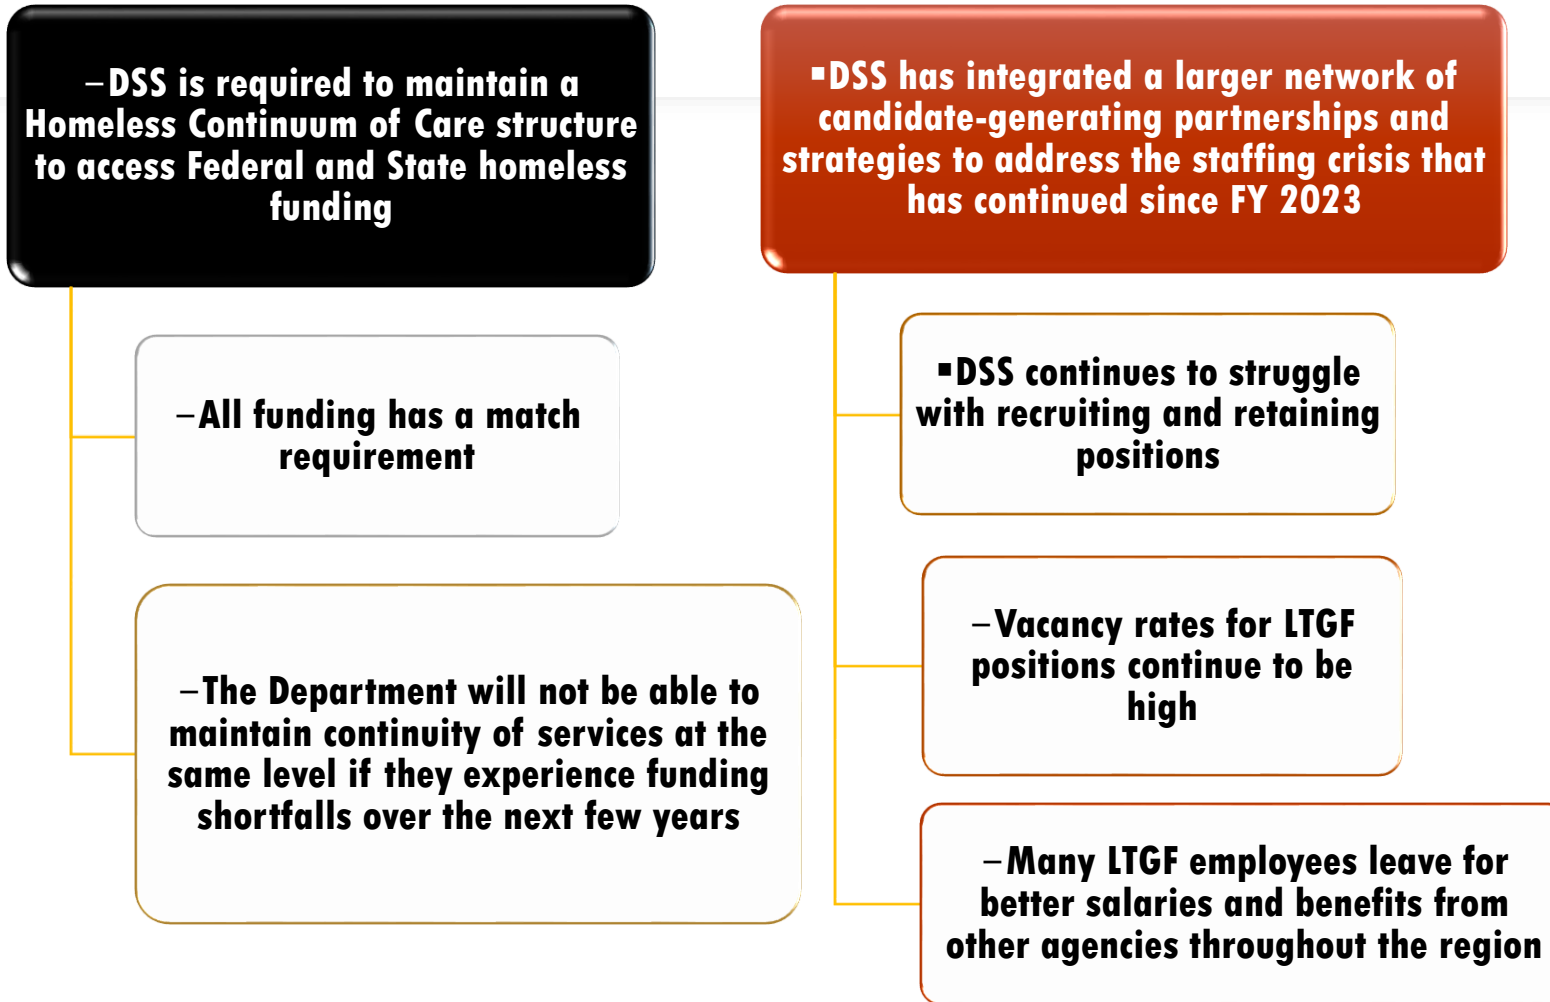 –DSS is required to maintain a
Homeless Continuum of Care structure
to access Federal and State homeless
funding
–All funding has a match
requirement
–The Department will not be able to
maintain continuity of services at the
same level if they experience funding
shortfalls over the next few years
▪DSS has integrated a larger network of
candidate-generating partnerships and
strategies to address the staffing crisis that
has continued since FY 2023
▪DSS continues to struggle
with recruiting and retaining
positions
–Vacancy rates for LTGF
positions continue to be
high
–Many LTGF employees leave for
better salaries and benefits from
other agencies throughout the region